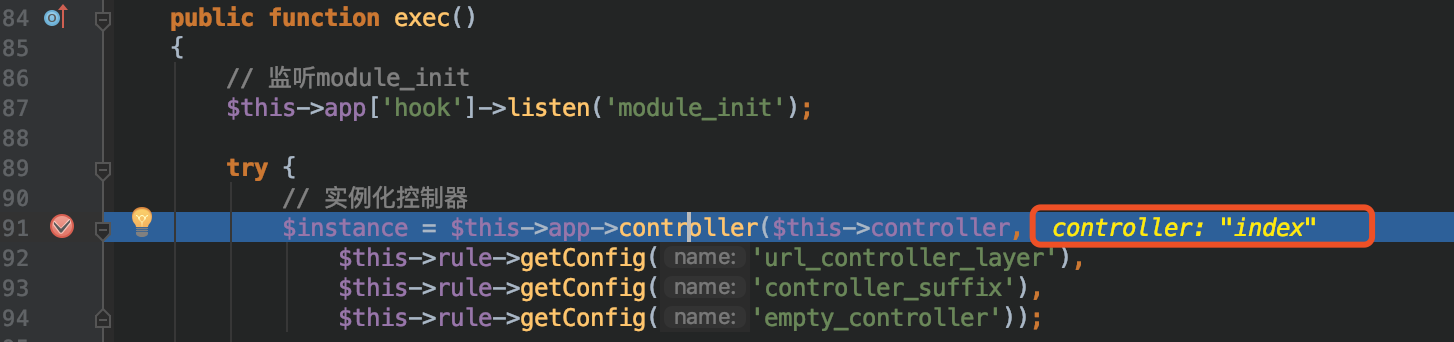 84 public function exec()
85 {
86 // 监听module_init
87 $this->app['hook']->listen('module_init');
88
89 try {
90 // 实例化控制器
91 $instance = $this->app->controller($this->controller, controller: "index"
92 $this->rule->getConfig( name: 'url_controller_layer'),
93 $this->rule->getConfig( name: 'controller_suffix'),
94 $this->rule->getConfig( name: 'empty_controller'));